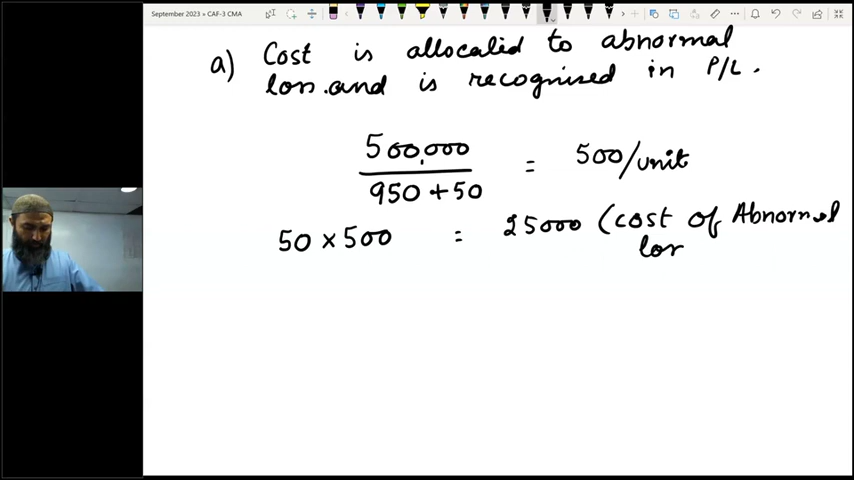 September 2023 » CAF-3 CMA
a) Cost is allocated to abnormal
loss.and is recognised in P/L.
500,000
950 + 50
= 500/unit
50 × 500 = 25000 (cost of Abnormal
loss